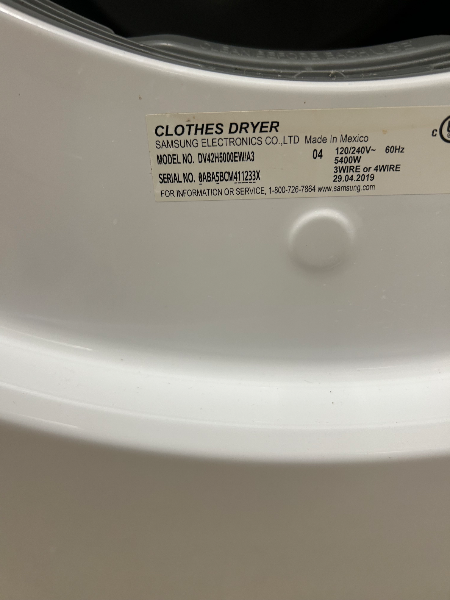 CLOTHES DRYER
SAMSUNG ELECTRONICS CO.,LTD Made in Mexico
MODEL NO. DV42H5000EW/A3 04 120/240V~ 60Hz
5400W
3WIRE or 4WIRE
SERIAL NO. 0ABA5BCM411233X 29.04.2019
FOR INFORMATION OR SERVICE, 1-800-726-7864 www.samsung.com
C